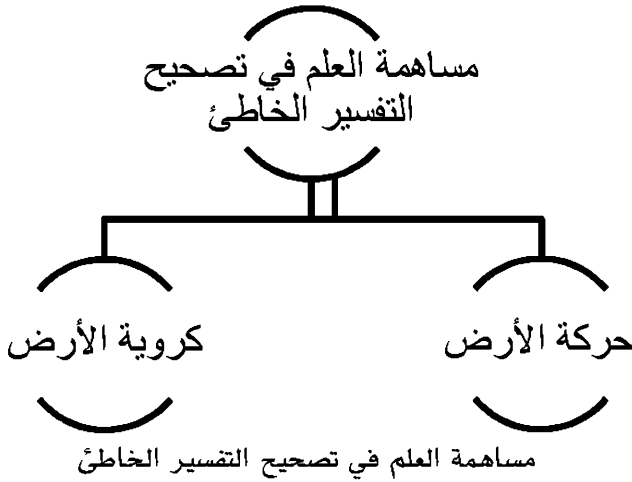 مساهمة العلم في تصحيح
التفسير الخاطئ
حركة الأرض
كروية الأرض
مساهمة العلم في تصحيح التفسير الخاطئ